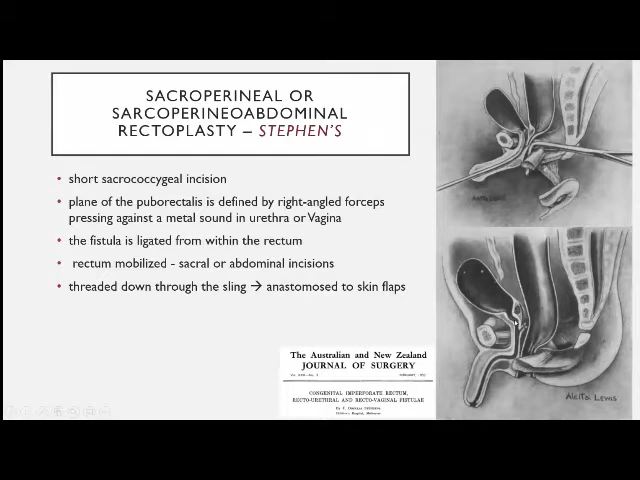 SACROPERINEAL OR
SARCOPERINEOABDOMINAL
RECTOPLASTY – STEPHEN'S
• short sacrococcygeal incision
• plane of the puborectalis is defined by right-angled forceps
pressing against a metal sound in urethra or Vagina
• the fistula is ligated from within the rectum
• rectum mobilized - sacral or abdominal incisions
• threaded down through the sling → anastomosed to skin flaps
The Australian and New Zealand
JOURNAL OF SURGERY
CONGENITAL IMPERFORATE RECTUM,
RECTO-URETHRAL AND RECTO-VAGINAL FISTULAE
Alcita Lewis